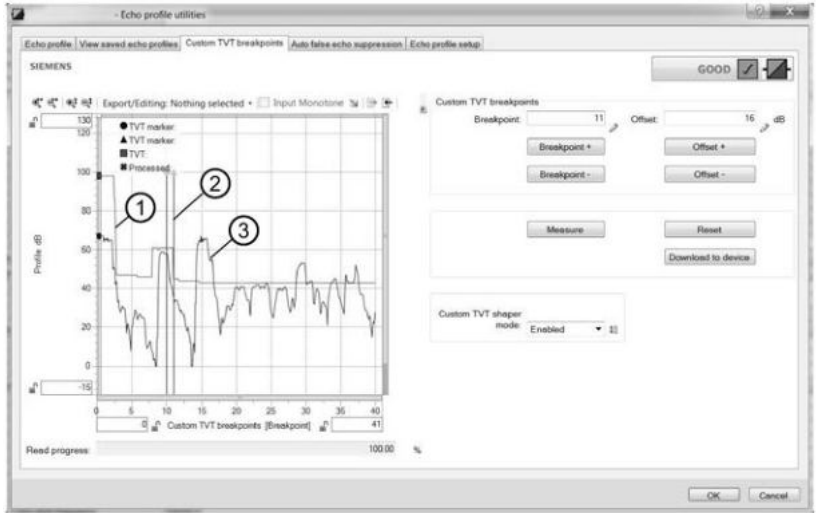 - Echo profile utilities
Echo profile View saved echo profiles Custom TVT breakpoints Auto false echo suppression Echo profile setup
SIEMENS
GOOD
Export/Editing: Nothing selected Input Monotone
Custom TVT breakpoints
Breakpoint: 11 Offset: 16 dB
Breakpoint + Offset +
Breakpoint - Offset -
Measure Reset
Download to device
Custom TVT shaper
mode: Enabled
130
120
100
80
60
40
20
0
-15
Profile dB
TVT marker
TVT marker
TVT:
Processed
1
2
3
0 5 10 15 20 25 30 35 40
0 Custom TVT breakpoints [Breakpoint] 41
Read progress: 100.00 %
OK Cancel